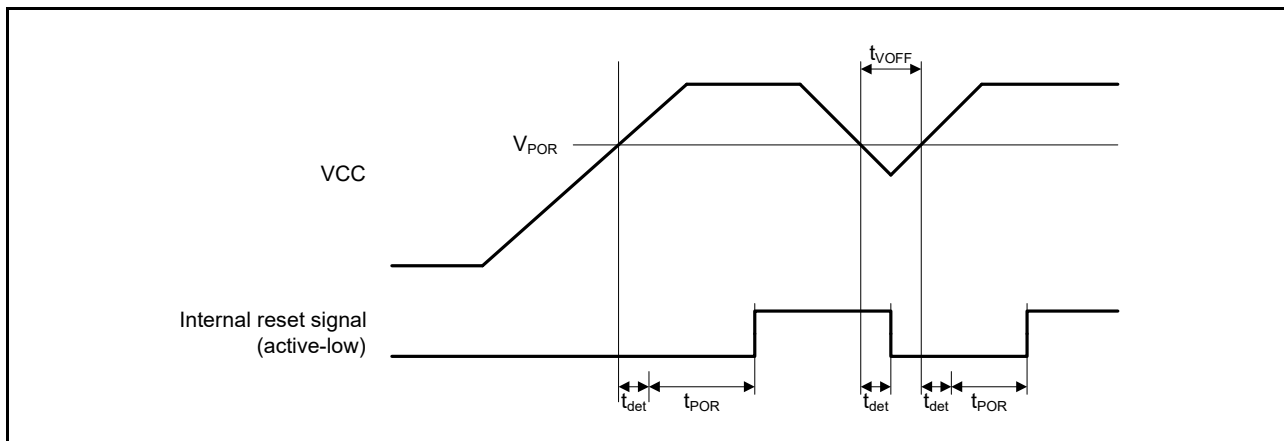 tVOFF
VPOR
VCC
Internal reset signal
(active-low)
tdet
tPOR
tdet
tdet
tPOR